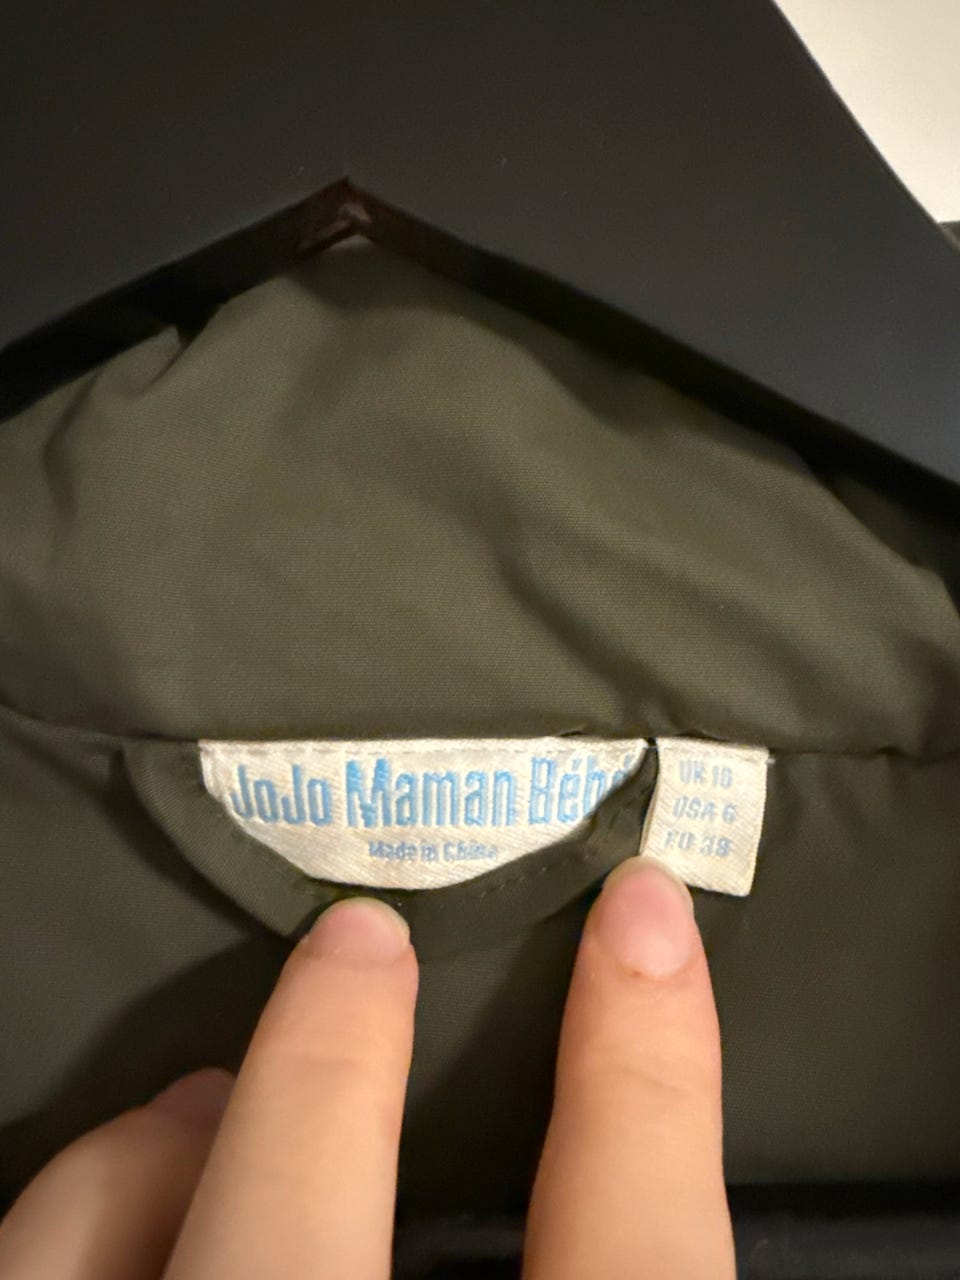 JoJo Maman Bébé
Made in China
UK 10
USA 6
EU 38